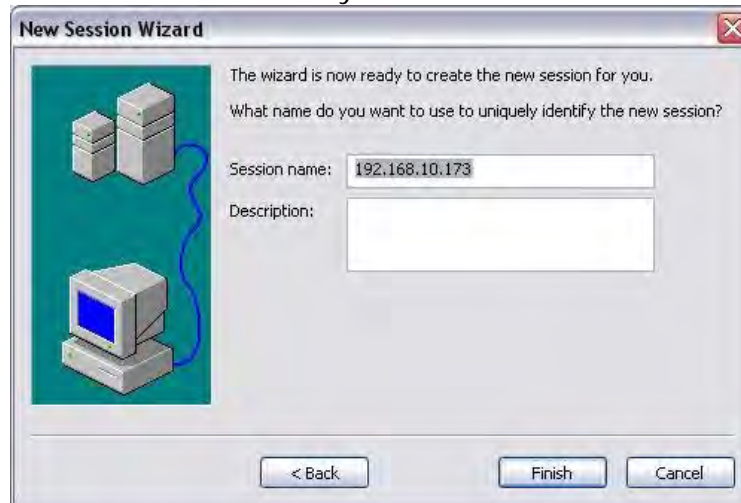 New Session Wizard
The wizard is now ready to create the new session for you.
What name do you want to use to uniquely identify the new session?
Session name: 192.168.10.173
Description:
< Back Finish Cancel